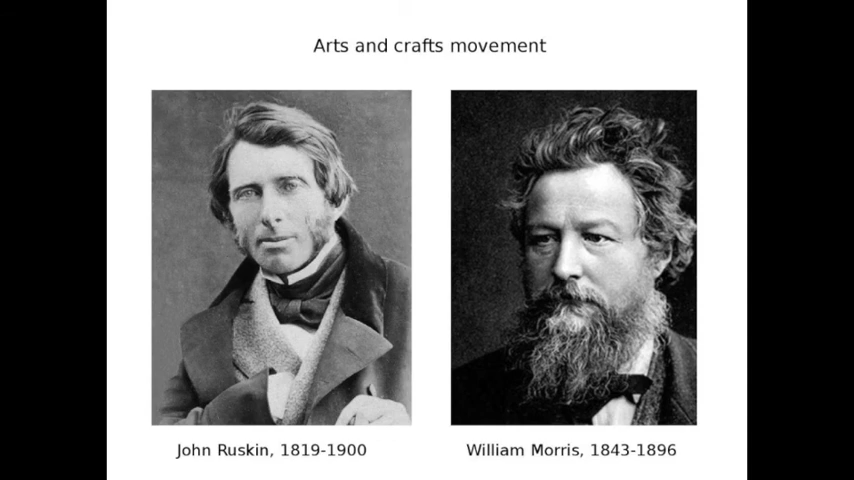 Arts and crafts movement
John Ruskin, 1819-1900
William Morris, 1843-1896